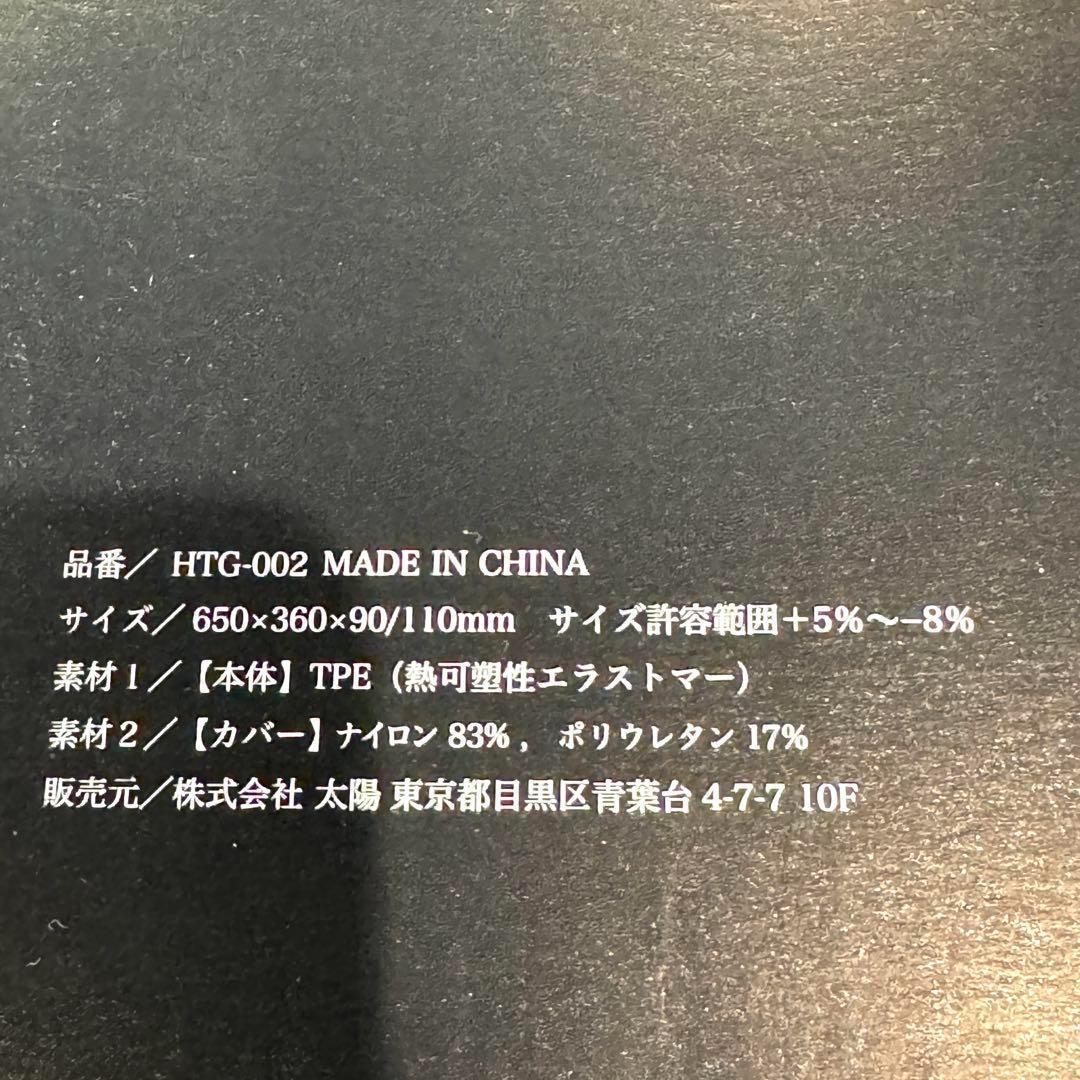 品番／ HTG-002 MADE IN CHINA
サイズ／650×360×90/110mm　サイズ許容範囲＋5%～−8%
素材1／【本体】TPE（熱可塑性エラストマー）
素材2／【カバー】ナイロン 83%， ポリウレタン 17%
販売元／株式会社 太陽 東京都目黒区青葉台 4-7-7 10F